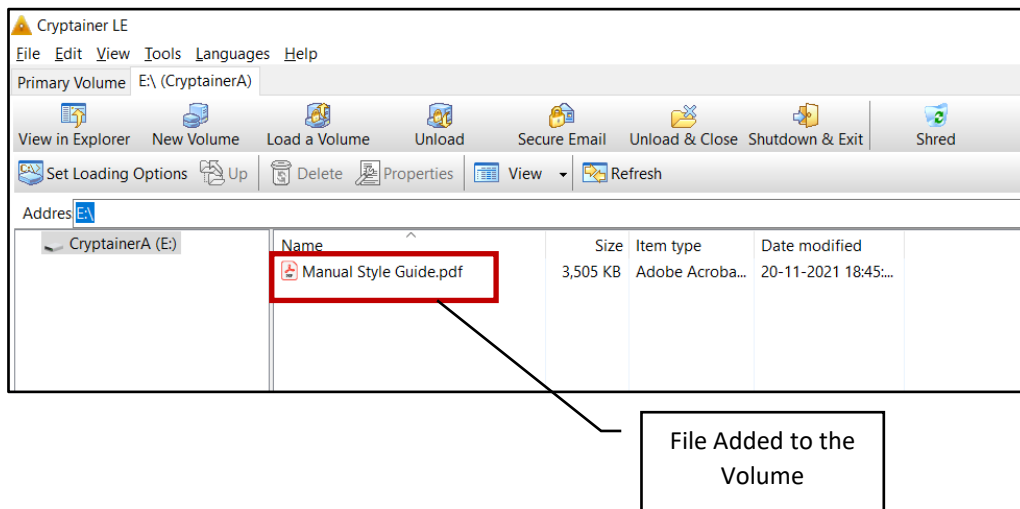 Cryptainer LE
File Edit View Tools Languages Help
Primary Volume E:\ (CryptainerA)
View in Explorer New Volume Load a Volume Unload Secure Email Unload & Close Shutdown & Exit Shred
Set Loading Options Up Delete Properties View Refresh
Addres E:\
CryptainerA (E:) Name Size Item type Date modified
Manual Style Guide.pdf 3,505 KB Adobe Acroba... 20-11-2021 18:45:...
File Added to the
Volume